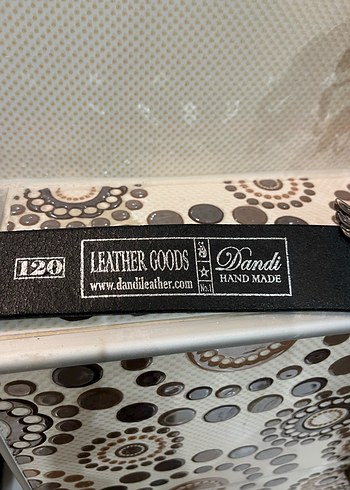 120
LEATHER GOODS
www.dandileather.com
No.1
Dandi
HAND MADE